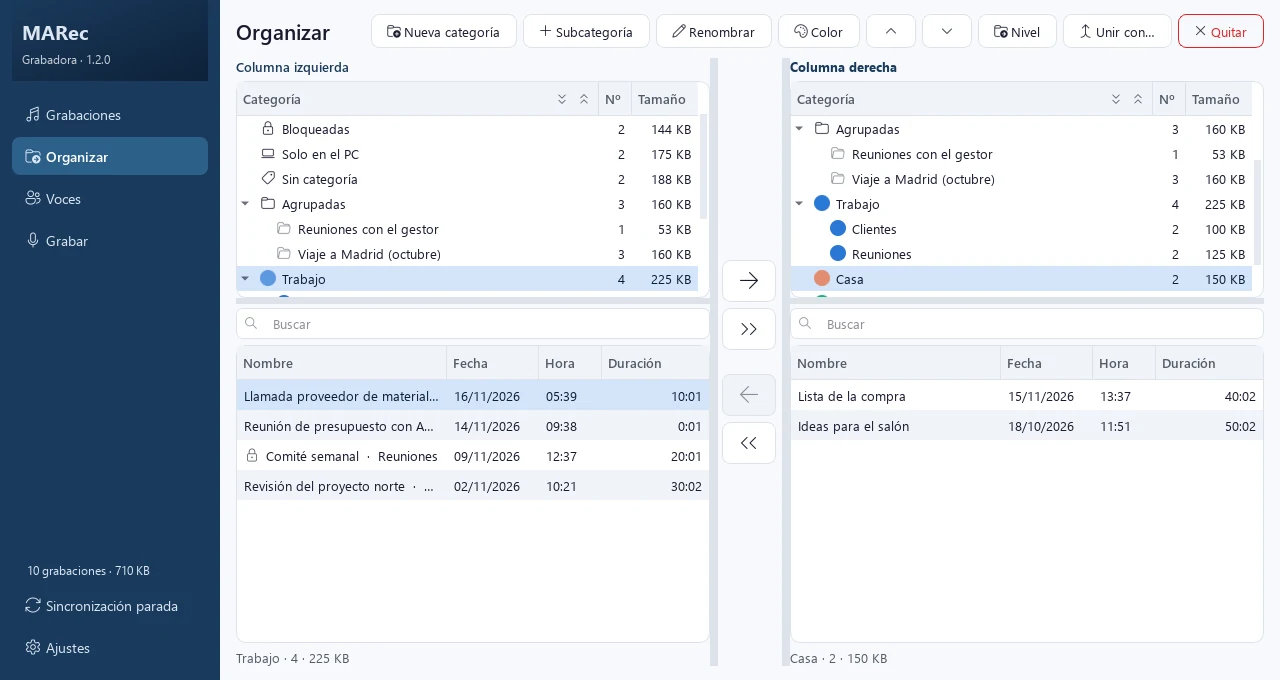 MARec
Grabadora · 1.2.0
Grabaciones
Organizar
Voces
Grabar
10 grabaciones · 710 KB
Sincronización parada
Ajustes
Organizar
Nueva categoría
Subcategoría
Renombrar
Color
Nivel
Unir con...
Quitar
Columna izquierda
Categoría Nº Tamaño
Bloqueadas 2 144 KB
Solo en el PC 2 175 KB
Sin categoría 2 188 KB
Agrupadas 3 160 KB
Reuniones con el gestor 1 53 KB
Viaje a Madrid (octubre) 3 160 KB
Trabajo 4 225 KB
Buscar
Nombre Fecha Hora Duración
Llamada proveedor de material... 16/11/2026 05:39 10:01
Reunión de presupuesto con A... 14/11/2026 09:38 0:01
Comité semanal · Reuniones 09/11/2026 12:37 20:01
Revisión del proyecto norte · ... 02/11/2026 10:21 30:02
Trabajo · 4 · 225 KB
Columna derecha
Categoría Nº Tamaño
Agrupadas 3 160 KB
Reuniones con el gestor 1 53 KB
Viaje a Madrid (octubre) 3 160 KB
Trabajo 4 225 KB
Clientes 2 100 KB
Reuniones 2 125 KB
Casa 2 150 KB
Buscar
Nombre Fecha Hora Duración
Lista de la compra 15/11/2026 13:37 40:02
Ideas para el salón 18/10/2026 11:51 50:02
Casa · 2 · 150 KB